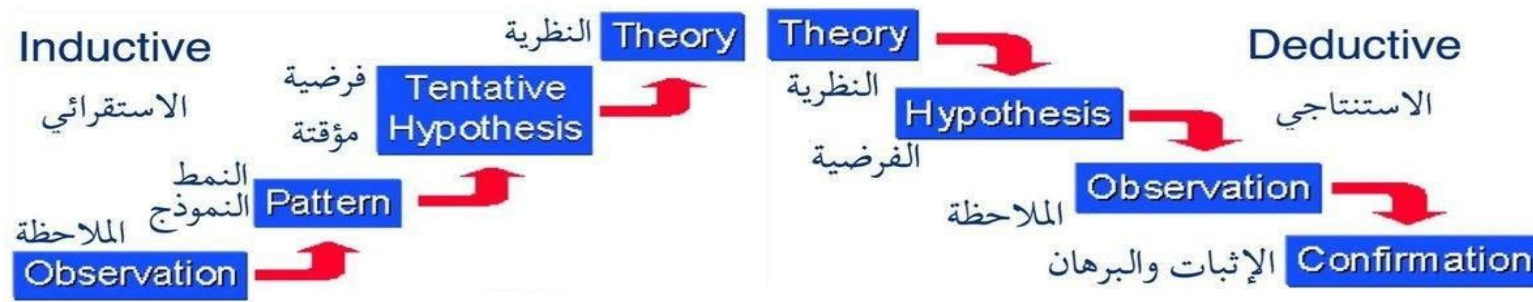 Inductive
الاستقرائي
النظرية
Theory
فرضية
مؤقتة
Tentative
Hypothesis
النمط
النموذج
Pattern
الملاحظة
Observation
Theory
النظرية
Deductive
الاستنتاجي
Hypothesis
الفرضية
Observation
الملاحظة
Confirmation
الإثبات والبرهان